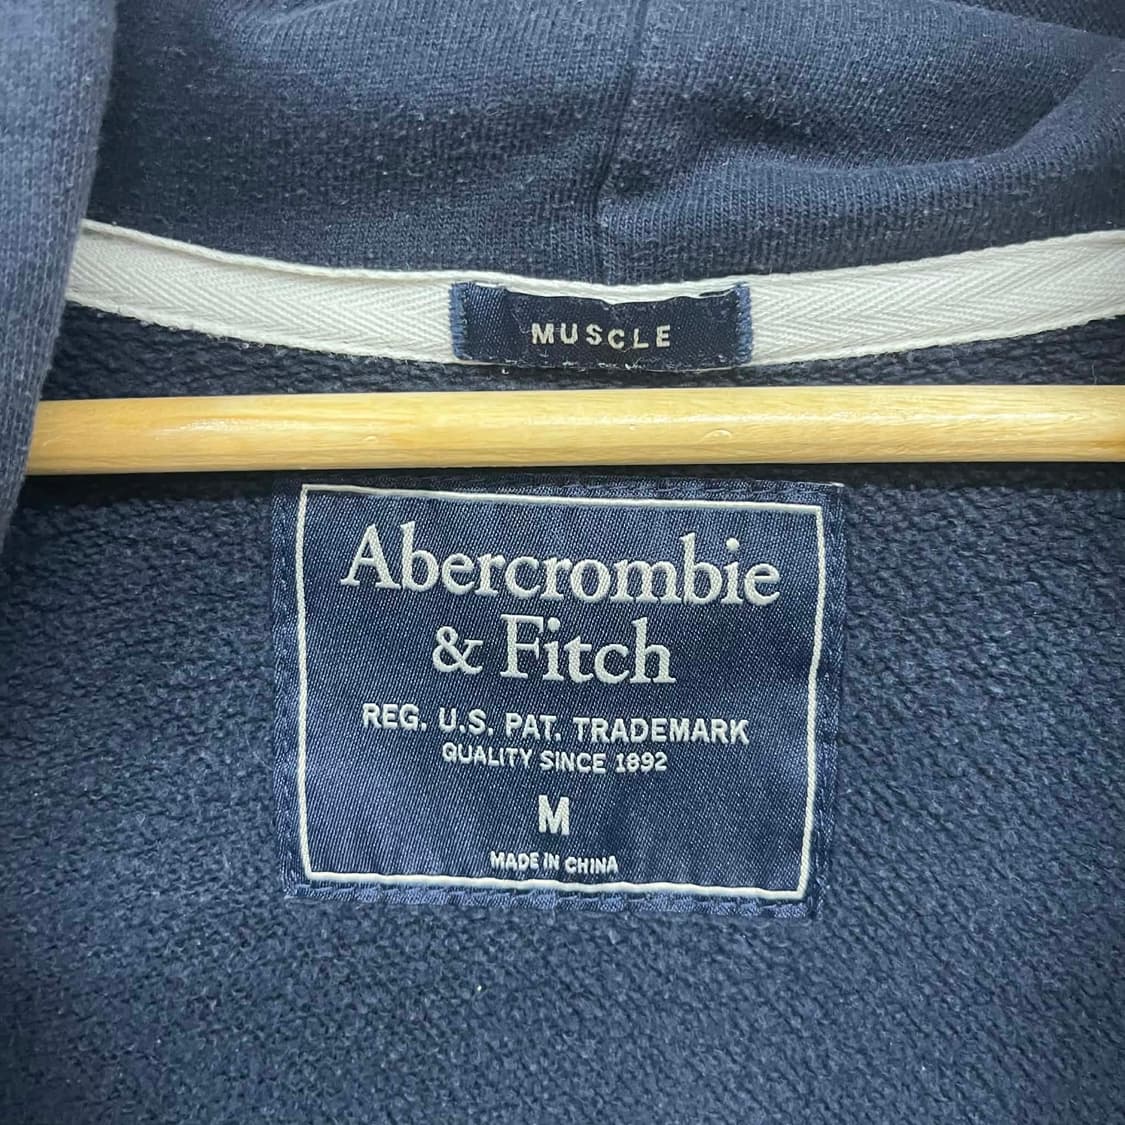 MUSCLE
Abercrombie
& Fitch
REG. U.S. PAT. TRADEMARK
QUALITY SINCE 1892
M
MADE IN CHINA